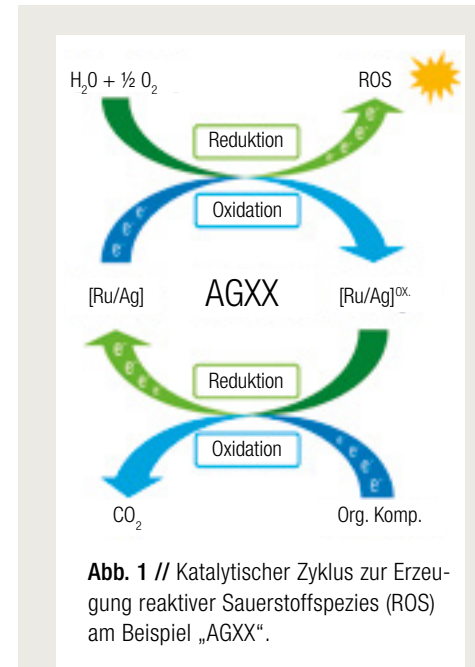 H₂O + ½ O₂ ROS
Reduktion
e⁻ e⁻ e⁻ e⁻
Oxidation
e⁻ e⁻ e⁻
[Ru/Ag] AGXX [Ru/Ag]ᴼˣ·
e⁻ e⁻ e⁻ e⁻
Reduktion
Oxidation
e⁻ e⁻ e⁻ e⁻
CO₂ Org. Komp.
Abb. 1 // Katalytischer Zyklus zur Erzeu-
gung reaktiver Sauerstoffspezies (ROS)
am Beispiel „AGXX“.